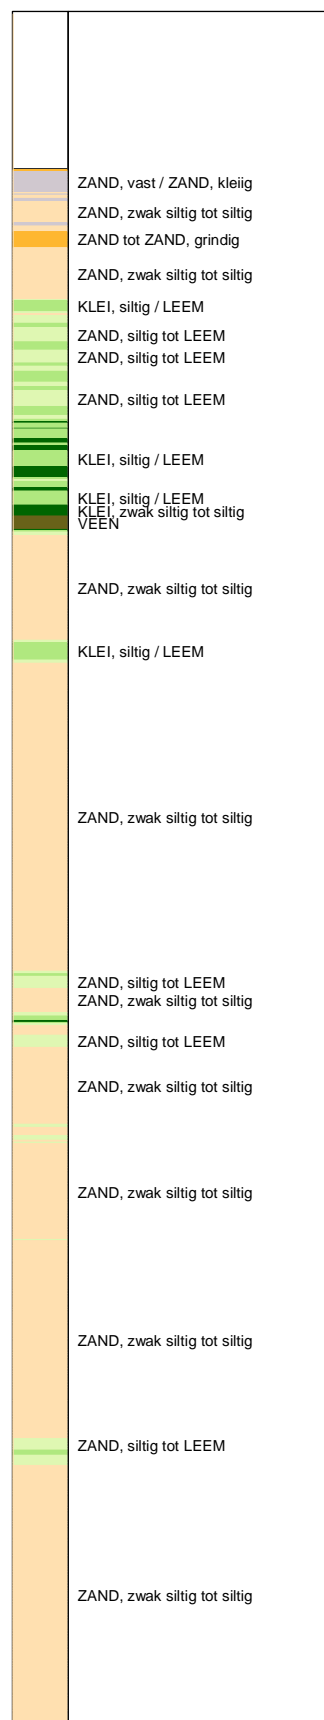 ZAND, vast / ZAND, kleiig
ZAND, zwak siltig tot siltig
ZAND tot ZAND, grindig
ZAND, zwak siltig tot siltig
KLEI, siltig / LEEM
ZAND, siltig tot LEEM
ZAND, siltig tot LEEM
ZAND, siltig tot LEEM
KLEI, siltig / LEEM
KLEI, siltig / LEEM
KLEI, zwak siltig tot siltig
VEEN
ZAND, zwak siltig tot siltig
KLEI, siltig / LEEM
ZAND, zwak siltig tot siltig
ZAND, siltig tot LEEM
ZAND, zwak siltig tot siltig
ZAND, siltig tot LEEM
ZAND, zwak siltig tot siltig
ZAND, zwak siltig tot siltig
ZAND, zwak siltig tot siltig
ZAND, siltig tot LEEM
ZAND, zwak siltig tot siltig